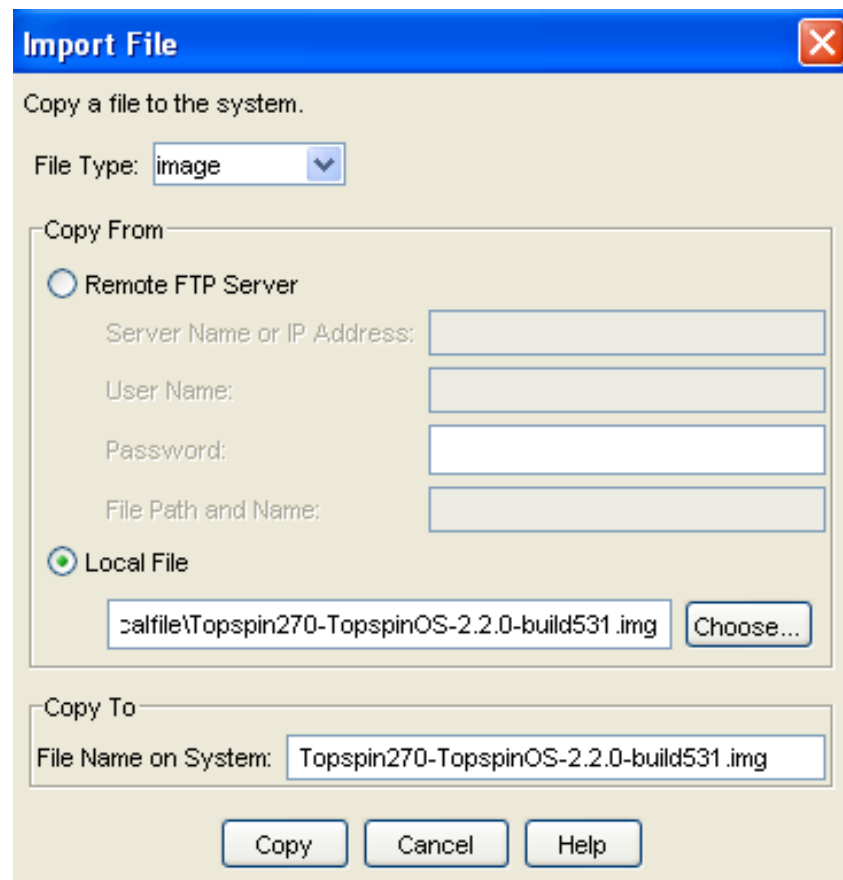 Import File
Copy a file to the system.
File Type: image
Copy From
Remote FTP Server
Server Name or IP Address:
User Name:
Password:
File Path and Name:
Local File
calfile\Topspin270-TopspinOS-2.2.0-build531.img Choose...
Copy To
File Name on System: Topspin270-TopspinOS-2.2.0-build531.img
Copy Cancel Help